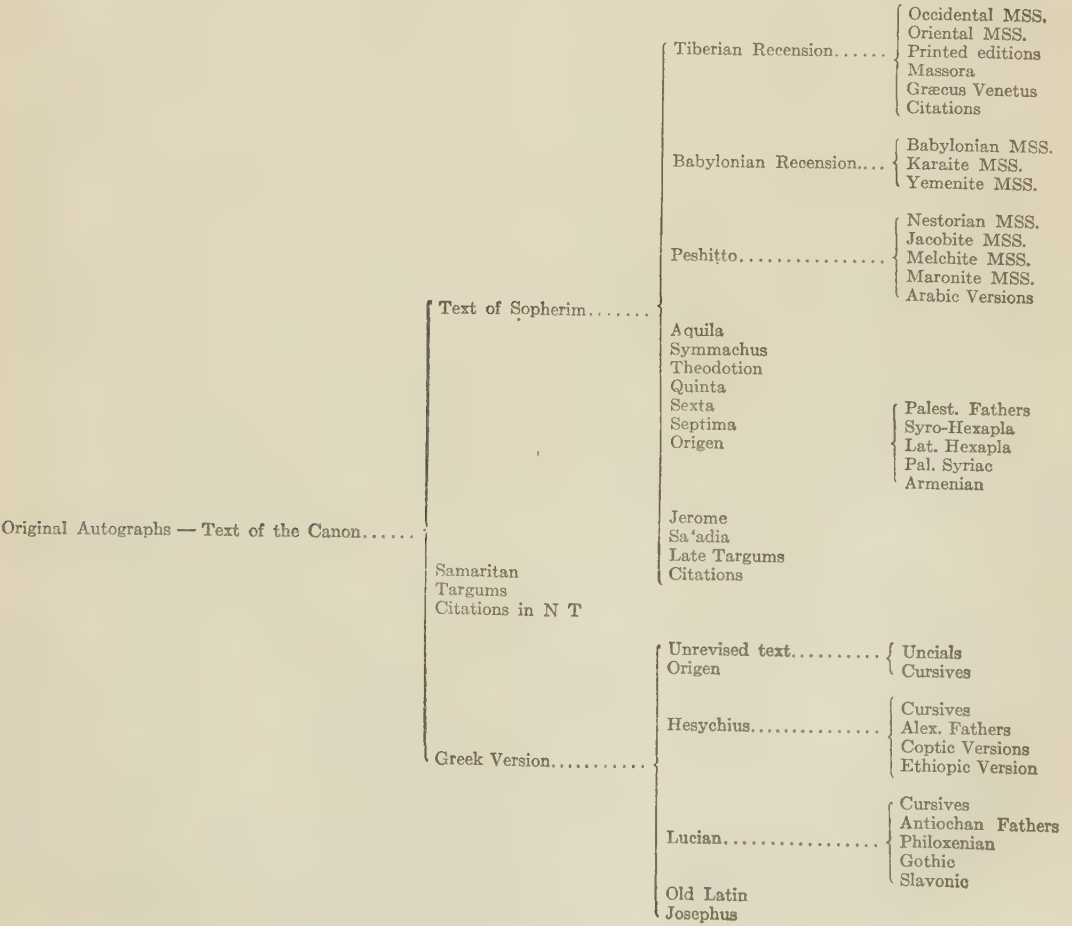 Original Autographs — Text of the Canon......
Text of Sopherim.......
Tiberian Recension......
Occidental MSS.
Oriental MSS.
Printed editions
Massora
Græcus Venetus
Citations
Babylonian Recension...
Babylonian MSS.
Karaite MSS.
Yemenite MSS.
Peshiṭto................
Nestorian MSS.
Jacobite MSS.
Melchite MSS.
Maronite MSS.
Arabic Versions
Aquila
Symmachus
Theodotion
Quinta
Sexta
Septima
Origen
Palest. Fathers
Syro-Hexapla
Lat. Hexapla
Pal. Syriac
Armenian
Jerome
Sa‘adia
Late Targums
Citations
Samaritan
Targums
Citations in N T
Greek Version...........
Unrevised text..........
Uncials
Cursives
Origen
Hesychius...............
Cursives
Alex. Fathers
Coptic Versions
Ethiopic Version
Lucian.................
Cursives
Antiochan Fathers
Philoxenian
Gothic
Slavonic
Old Latin
Josephus